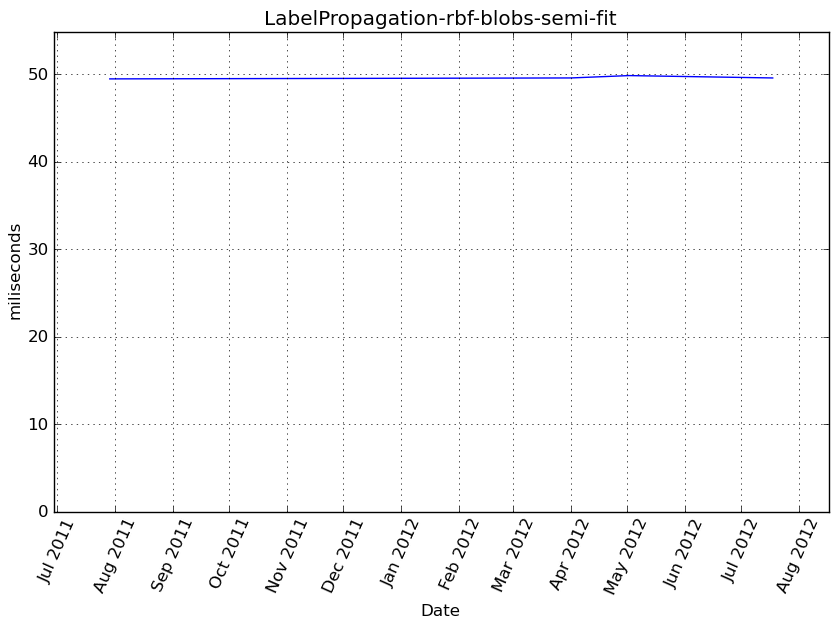 LabelPropagation-rbf-blobs-semi-fit
miliseconds
50
40
30
20
10
0
Jul 2011
Aug 2011
Sep 2011
Oct 2011
Nov 2011
Dec 2011
Jan 2012
Feb 2012
Mar 2012
Apr 2012
May 2012
Jun 2012
Jul 2012
Aug 2012
Date